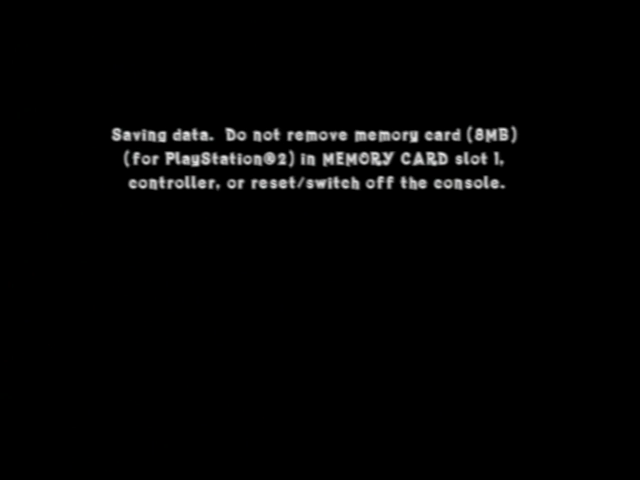 Saving data. Do not remove memory card (8MB)
(for PlayStation®2) in MEMORY CARD slot 1,
controller, or reset/switch off the console.